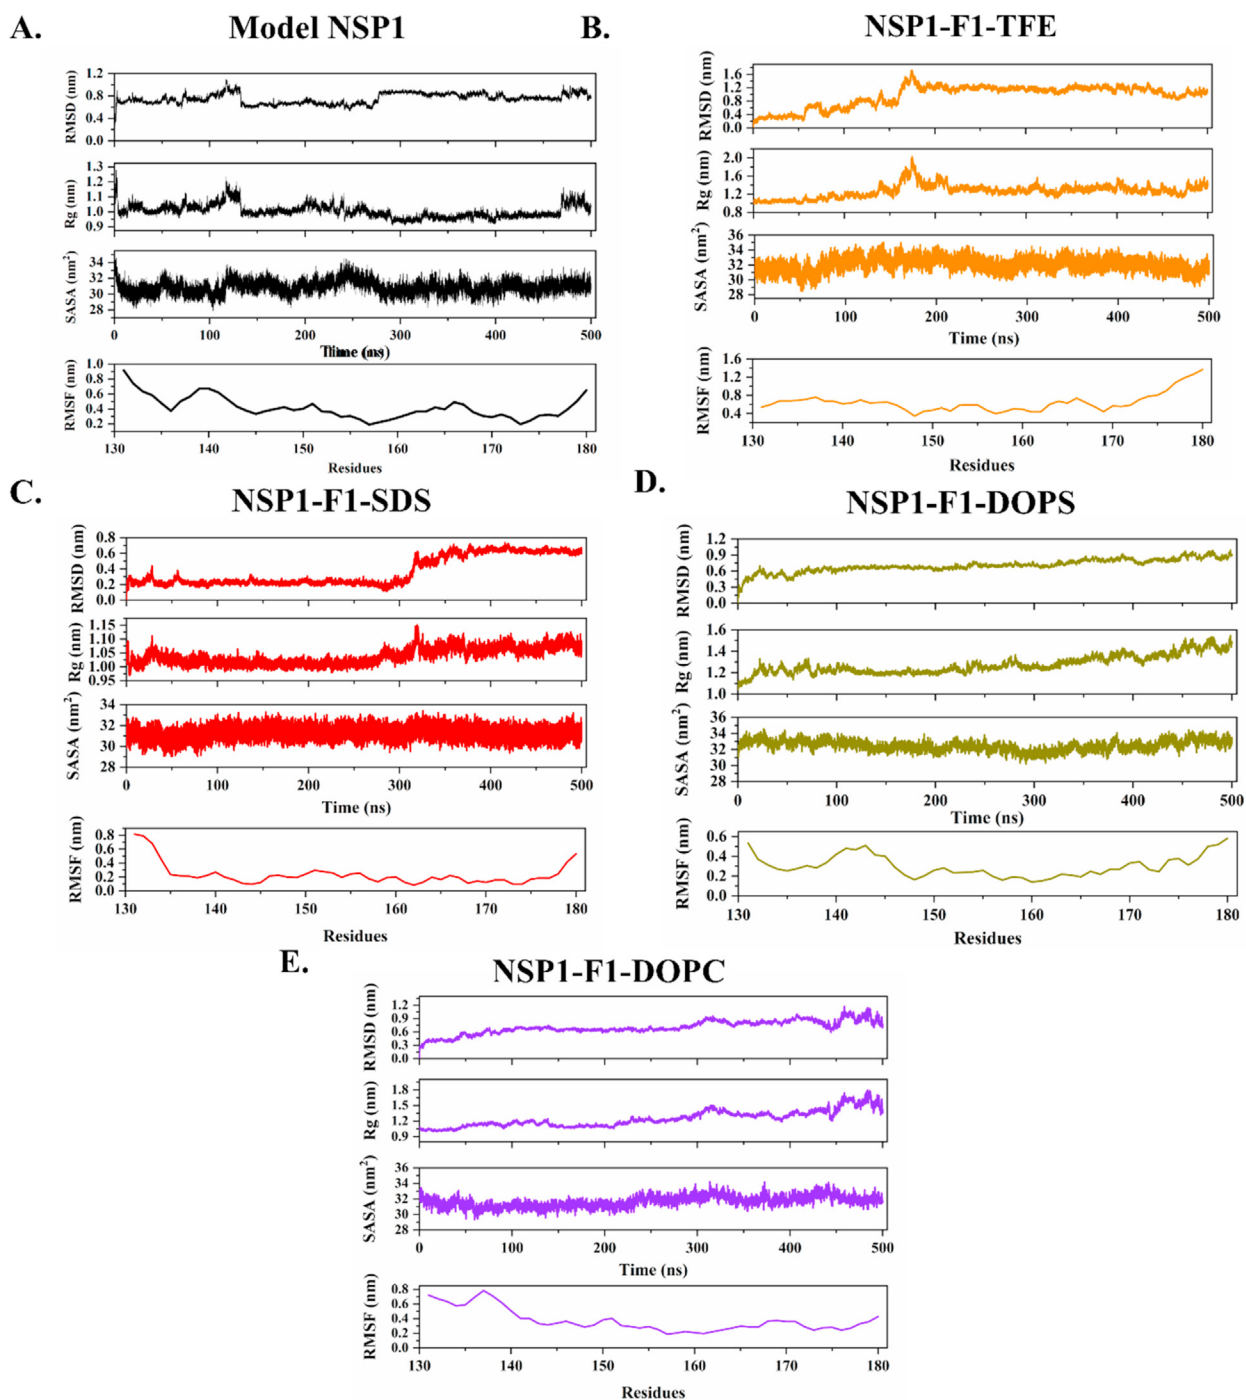 A.
Model NSP1
RMSD (nm)
1.2
0.8
0.4
0.0
Rg (nm)
1.3
1.2
1.1
1.0
0.9
SASA (nm²)
34
32
30
28
0 100 200 300 400 500
Time (ns)
RMSF (nm)
1.0
0.8
0.6
0.4
0.2
130 140 150 160 170 180
Residues
B.
NSP1-F1-TFE
RMSD (nm)
1.6
1.2
0.8
0.4
0.0
Rg (nm)
2.0
1.6
1.2
0.8
SASA (nm²)
36
34
32
30
28
0 100 200 300 400 500
Time (ns)
RMSF (nm)
1.6
1.2
0.8
0.4
130 140 150 160 170 180
Residues
C.
NSP1-F1-SDS
RMSD (nm)
0.8
0.6
0.4
0.2
0.0
Rg (nm)
1.15
1.10
1.05
1.00
0.95
SASA (nm²)
34
32
30
28
0 100 200 300 400 500
Time (ns)
RMSF (nm)
0.8
0.6
0.4
0.2
0.0
130 140 150 160 170 180
Residues
D.
NSP1-F1-DOPS
RMSD (nm)
1.2
0.9
0.6
0.3
0.0
Rg (nm)
1.6
1.4
1.2
1.0
SASA (nm²)
36
34
32
30
28
0 100 200 300 400 500
Time (ns)
RMSF (nm)
0.6
0.4
0.2
0.0
130 140 150 160 170 180
Residues
E.
NSP1-F1-DOPC
RMSD (nm)
1.2
0.9
0.6
0.3
0.0
Rg (nm)
1.8
1.5
1.2
0.9
SASA (nm²)
36
34
32
30
28
0 100 200 300 400 500
Time (ns)
RMSF (nm)
0.8
0.6
0.4
0.2
0.0
130 140 150 160 170 180
Residues